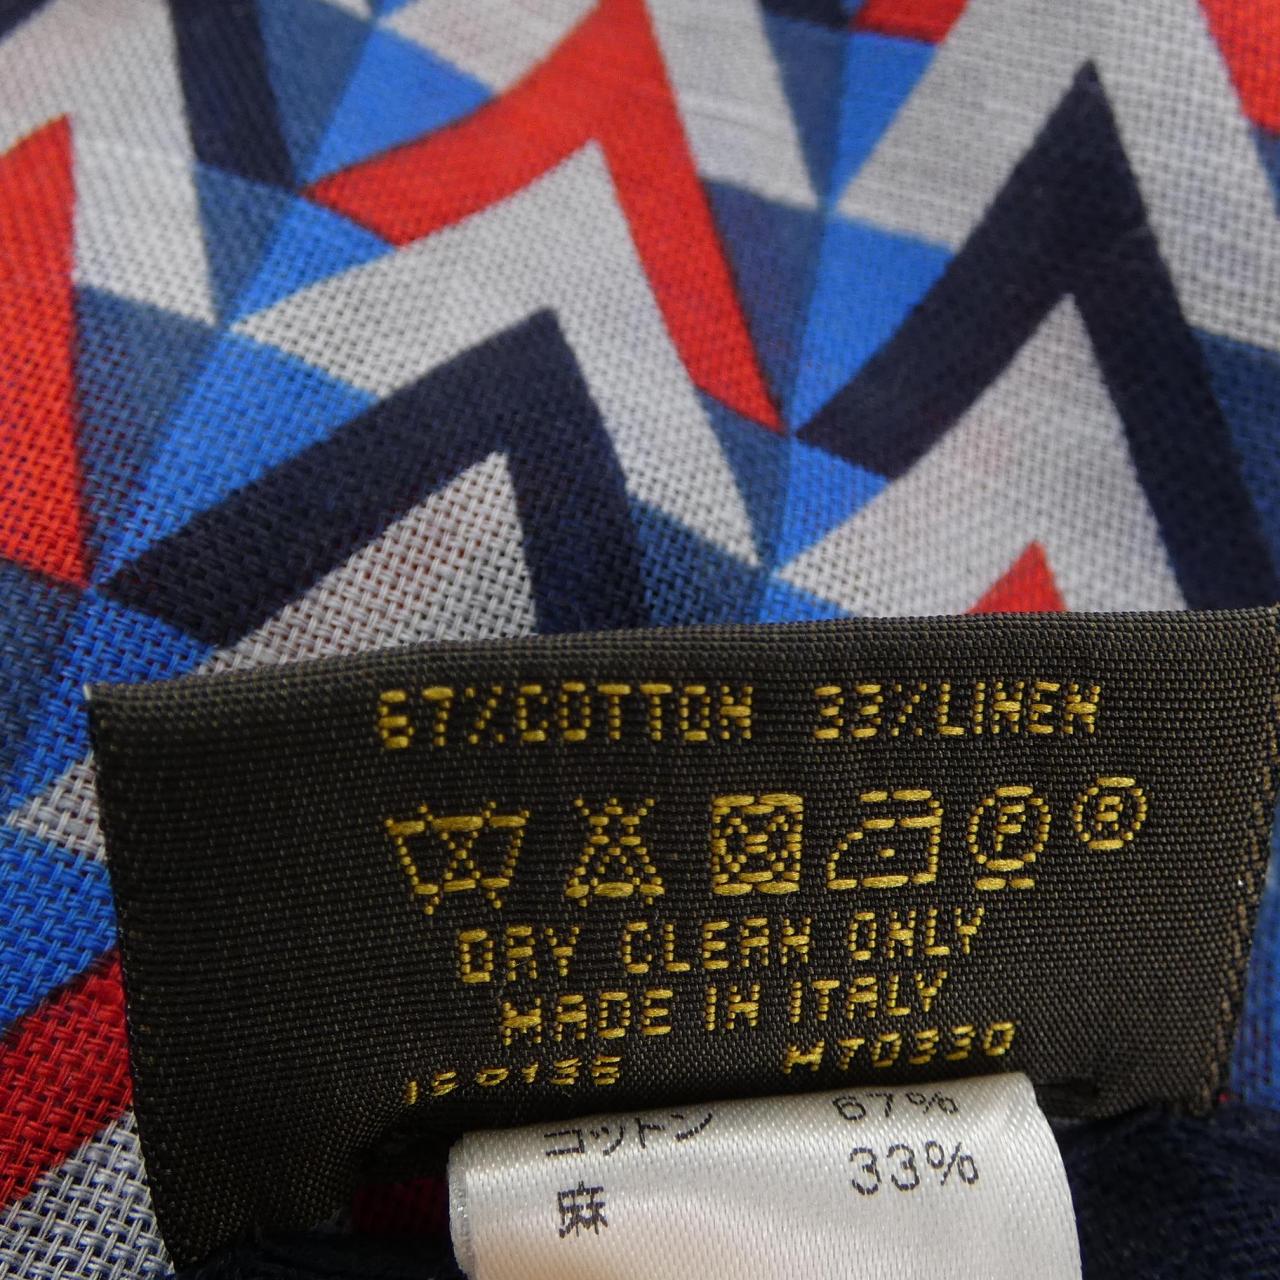 67%COTTON 33%LINEN
F R
DRY CLEAN ONLY
MADE IN ITALY
MT0330
コットン 67%
麻 33%